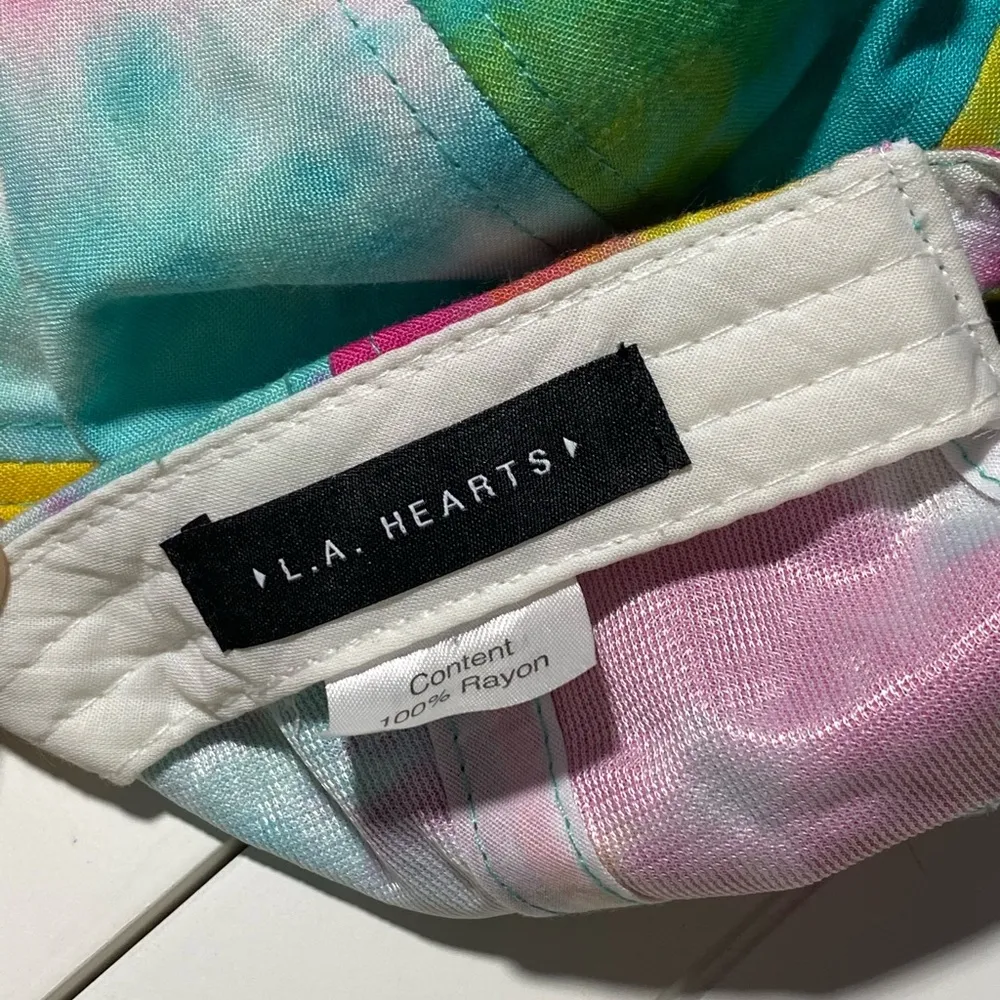 L.A. HEARTS
Content
100% Rayon